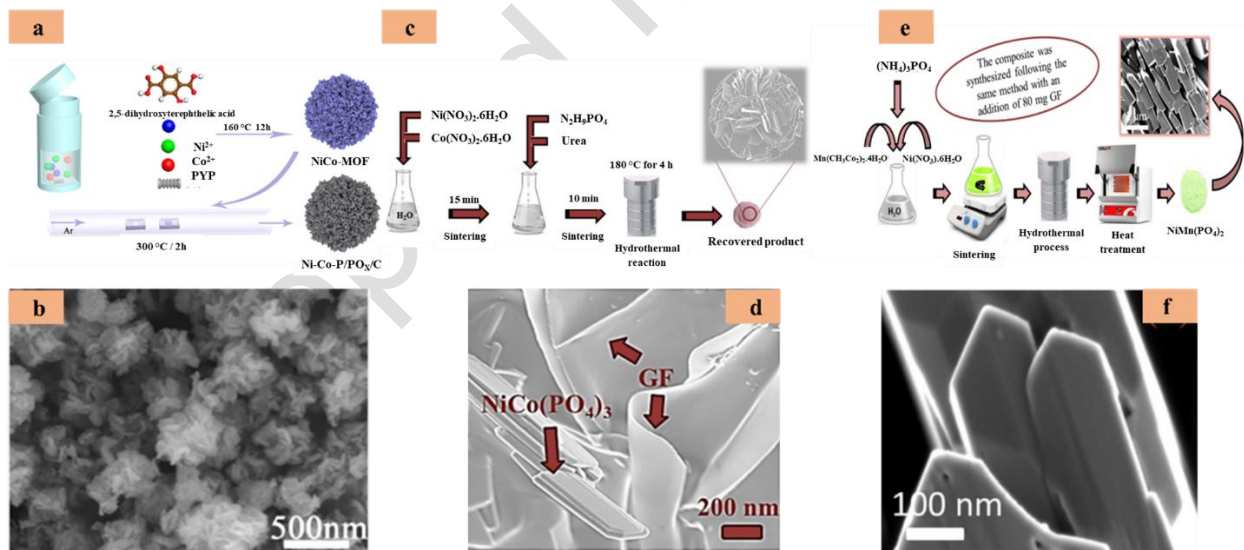 a
2,5-dihydroxyterephthelic acid
Ni2+
Co2+
PYP
160 °C 12h
NiCo-MOF
Ar
300 °C / 2h
Ni-Co-P/POX/C
c
Ni(NO3)2.6H2O
Co(NO3)2.6H2O
H2O
15 min
Sintering
N2H9PO4
Urea
10 min
Sintering
180 °C for 4 h
Hydrothermal
reaction
Recovered product
e
(NH4)3PO4
Mn(CH3Co2)2.4H2O
Ni(NO3).6H2O
H2O
The composite was
synthesized following the
same method with an
addition of 80 mg GF
Sintering
Hydrothermal
process
Heat
treatment
NiMn(PO4)2
b
500nm
d
GF
NiCo(PO4)3
200 nm
f
100 nm